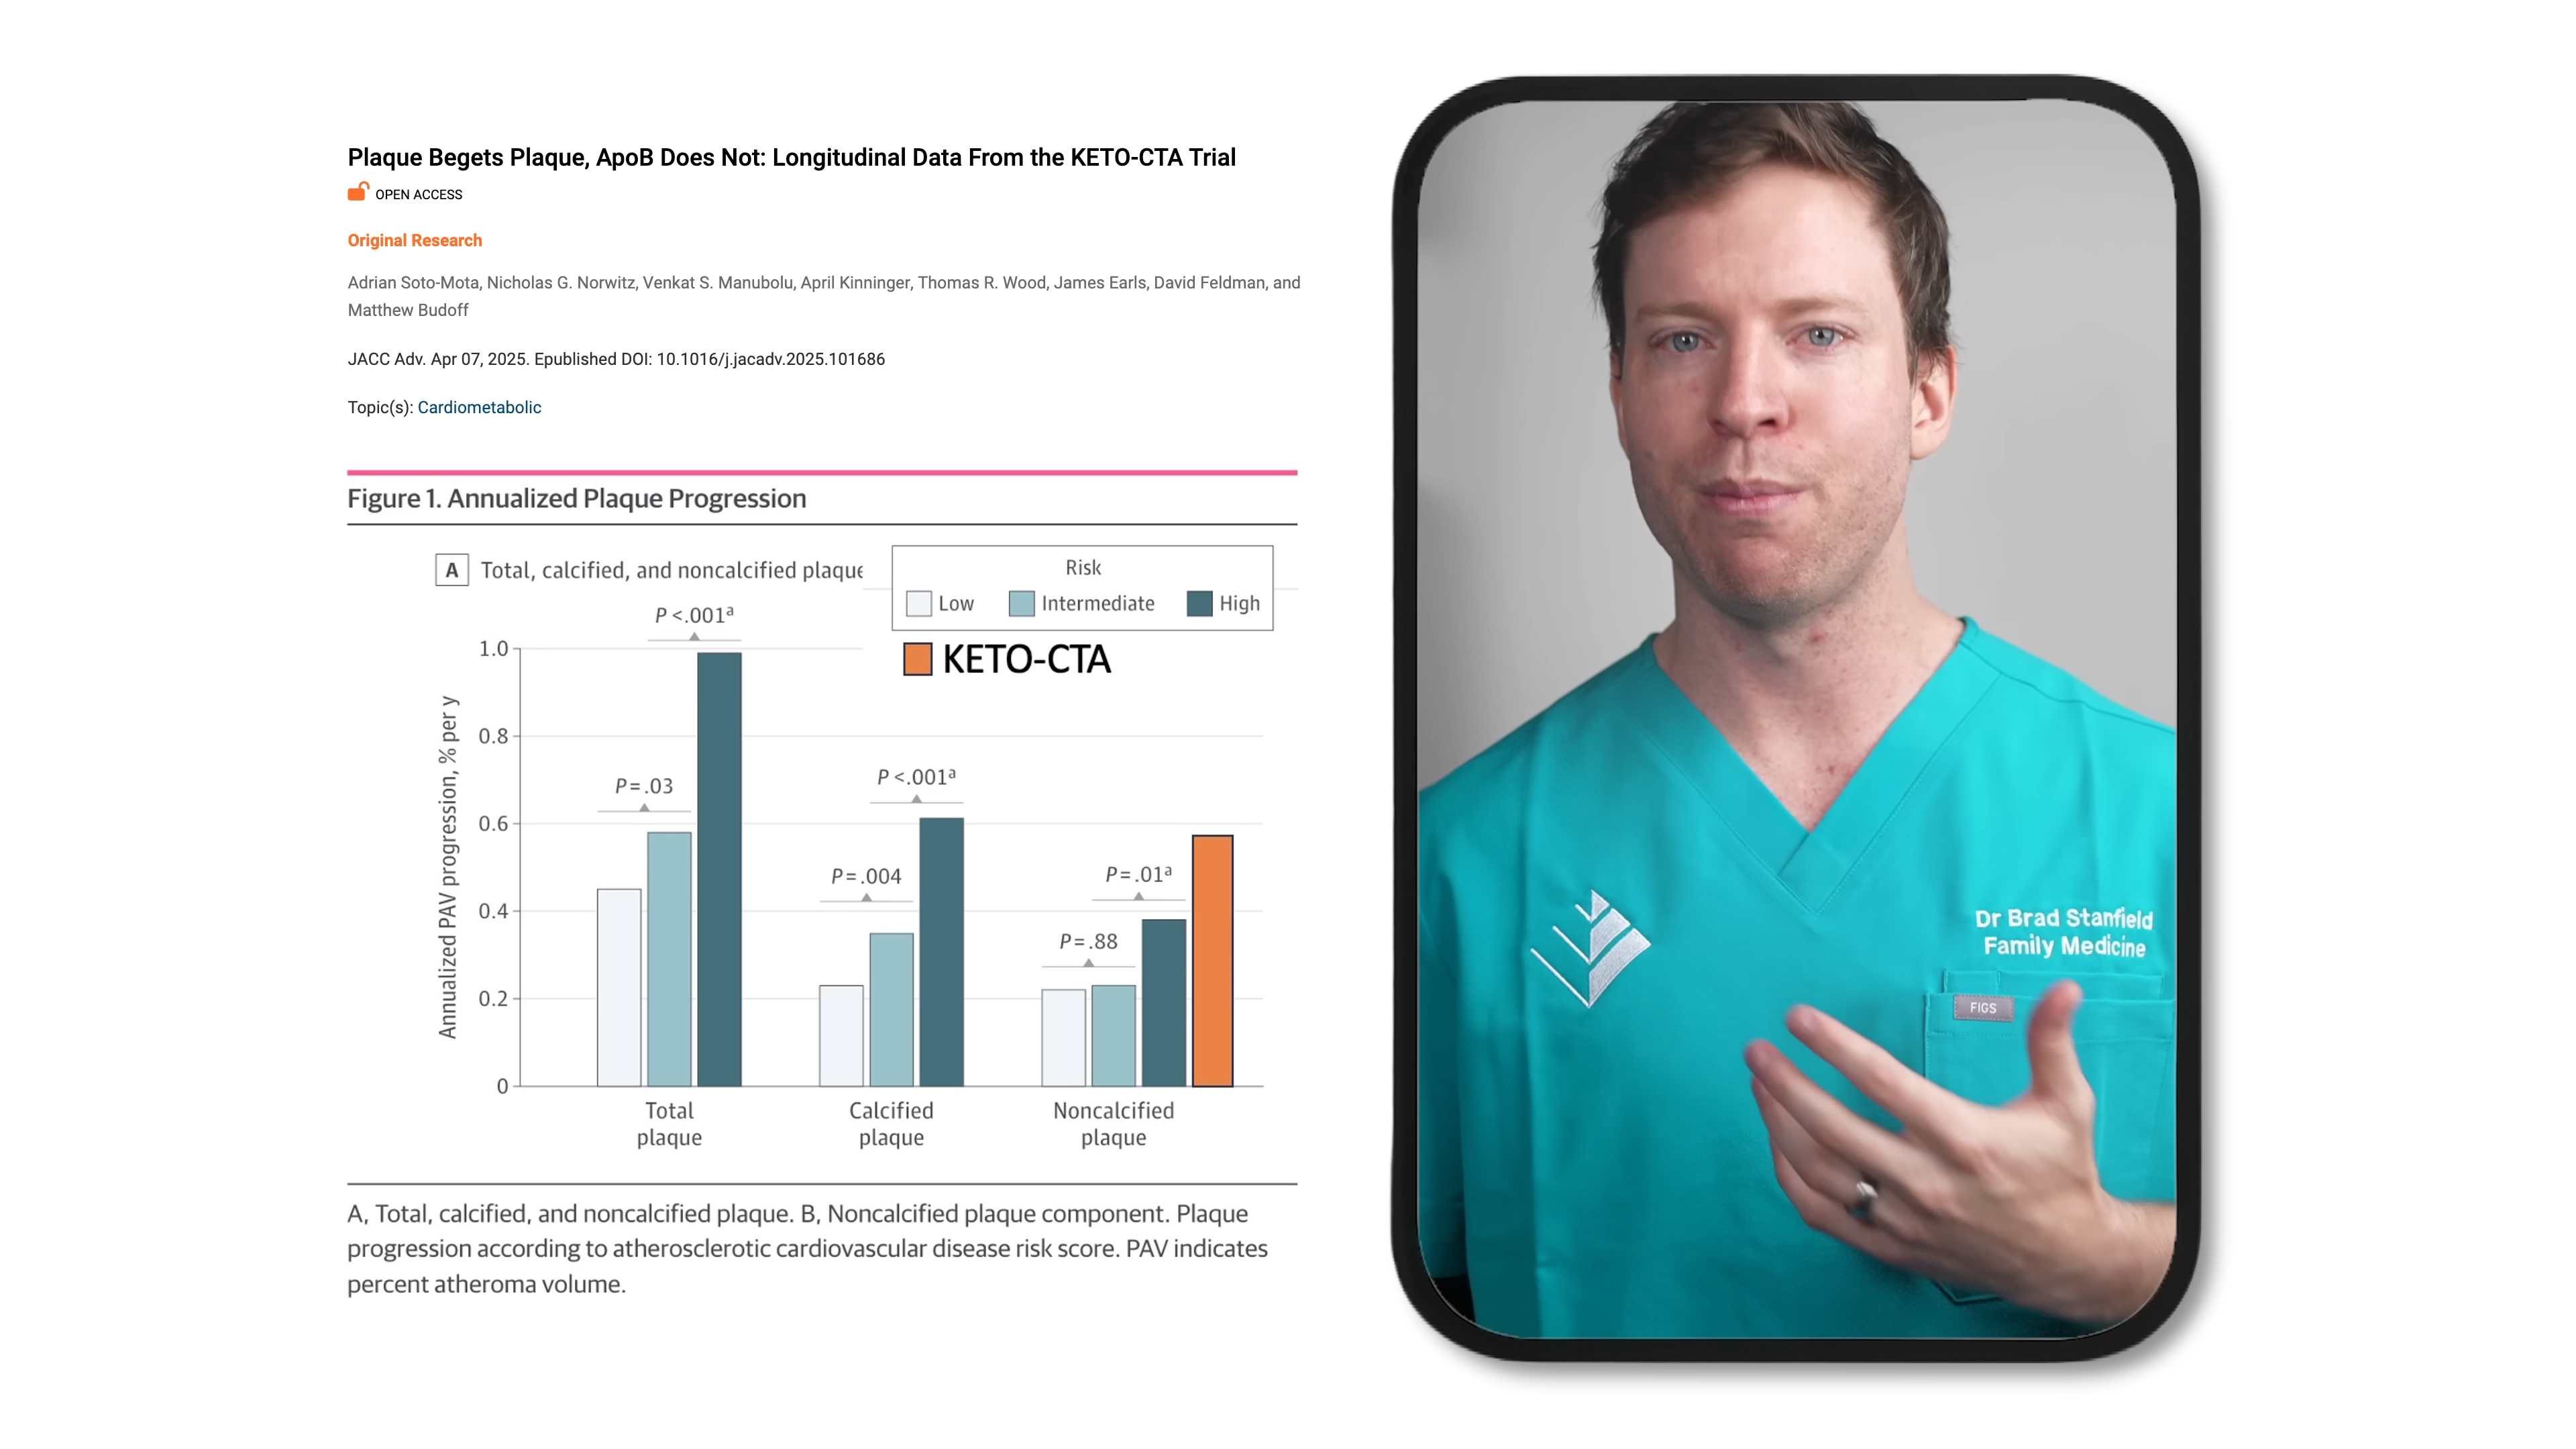 Plaque Begets Plaque, ApoB Does Not: Longitudinal Data From the KETO-CTA Trial
OPEN ACCESS
Original Research
Adrian Soto-Mota, Nicholas G. Norwitz, Venkat S. Manubolu, April Kinninger, Thomas R. Wood, James Earls, David Feldman, and
Matthew Budoff
JACC Adv. Apr 07, 2025. Epublished DOI: 10.1016/j.jacadv.2025.101686
Topic(s): Cardiometabolic
Figure 1. Annualized Plaque Progression
A Total, calcified, and noncalcified plaque
Risk
Low Intermediate High
KETO-CTA
Annualized PAV progression, % per y
1.0
0.8
0.6
0.4
0.2
0
P=.03
P<.001ᵃ
P=.004
P<.001ᵃ
P=.88
P=.01ᵃ
Total
plaque
Calcified
plaque
Noncalcified
plaque
A, Total, calcified, and noncalcified plaque. B, Noncalcified plaque component. Plaque
progression according to atherosclerotic cardiovascular disease risk score. PAV indicates
percent atheroma volume.
Dr Brad Stanfield
Family Medicine
FIGS